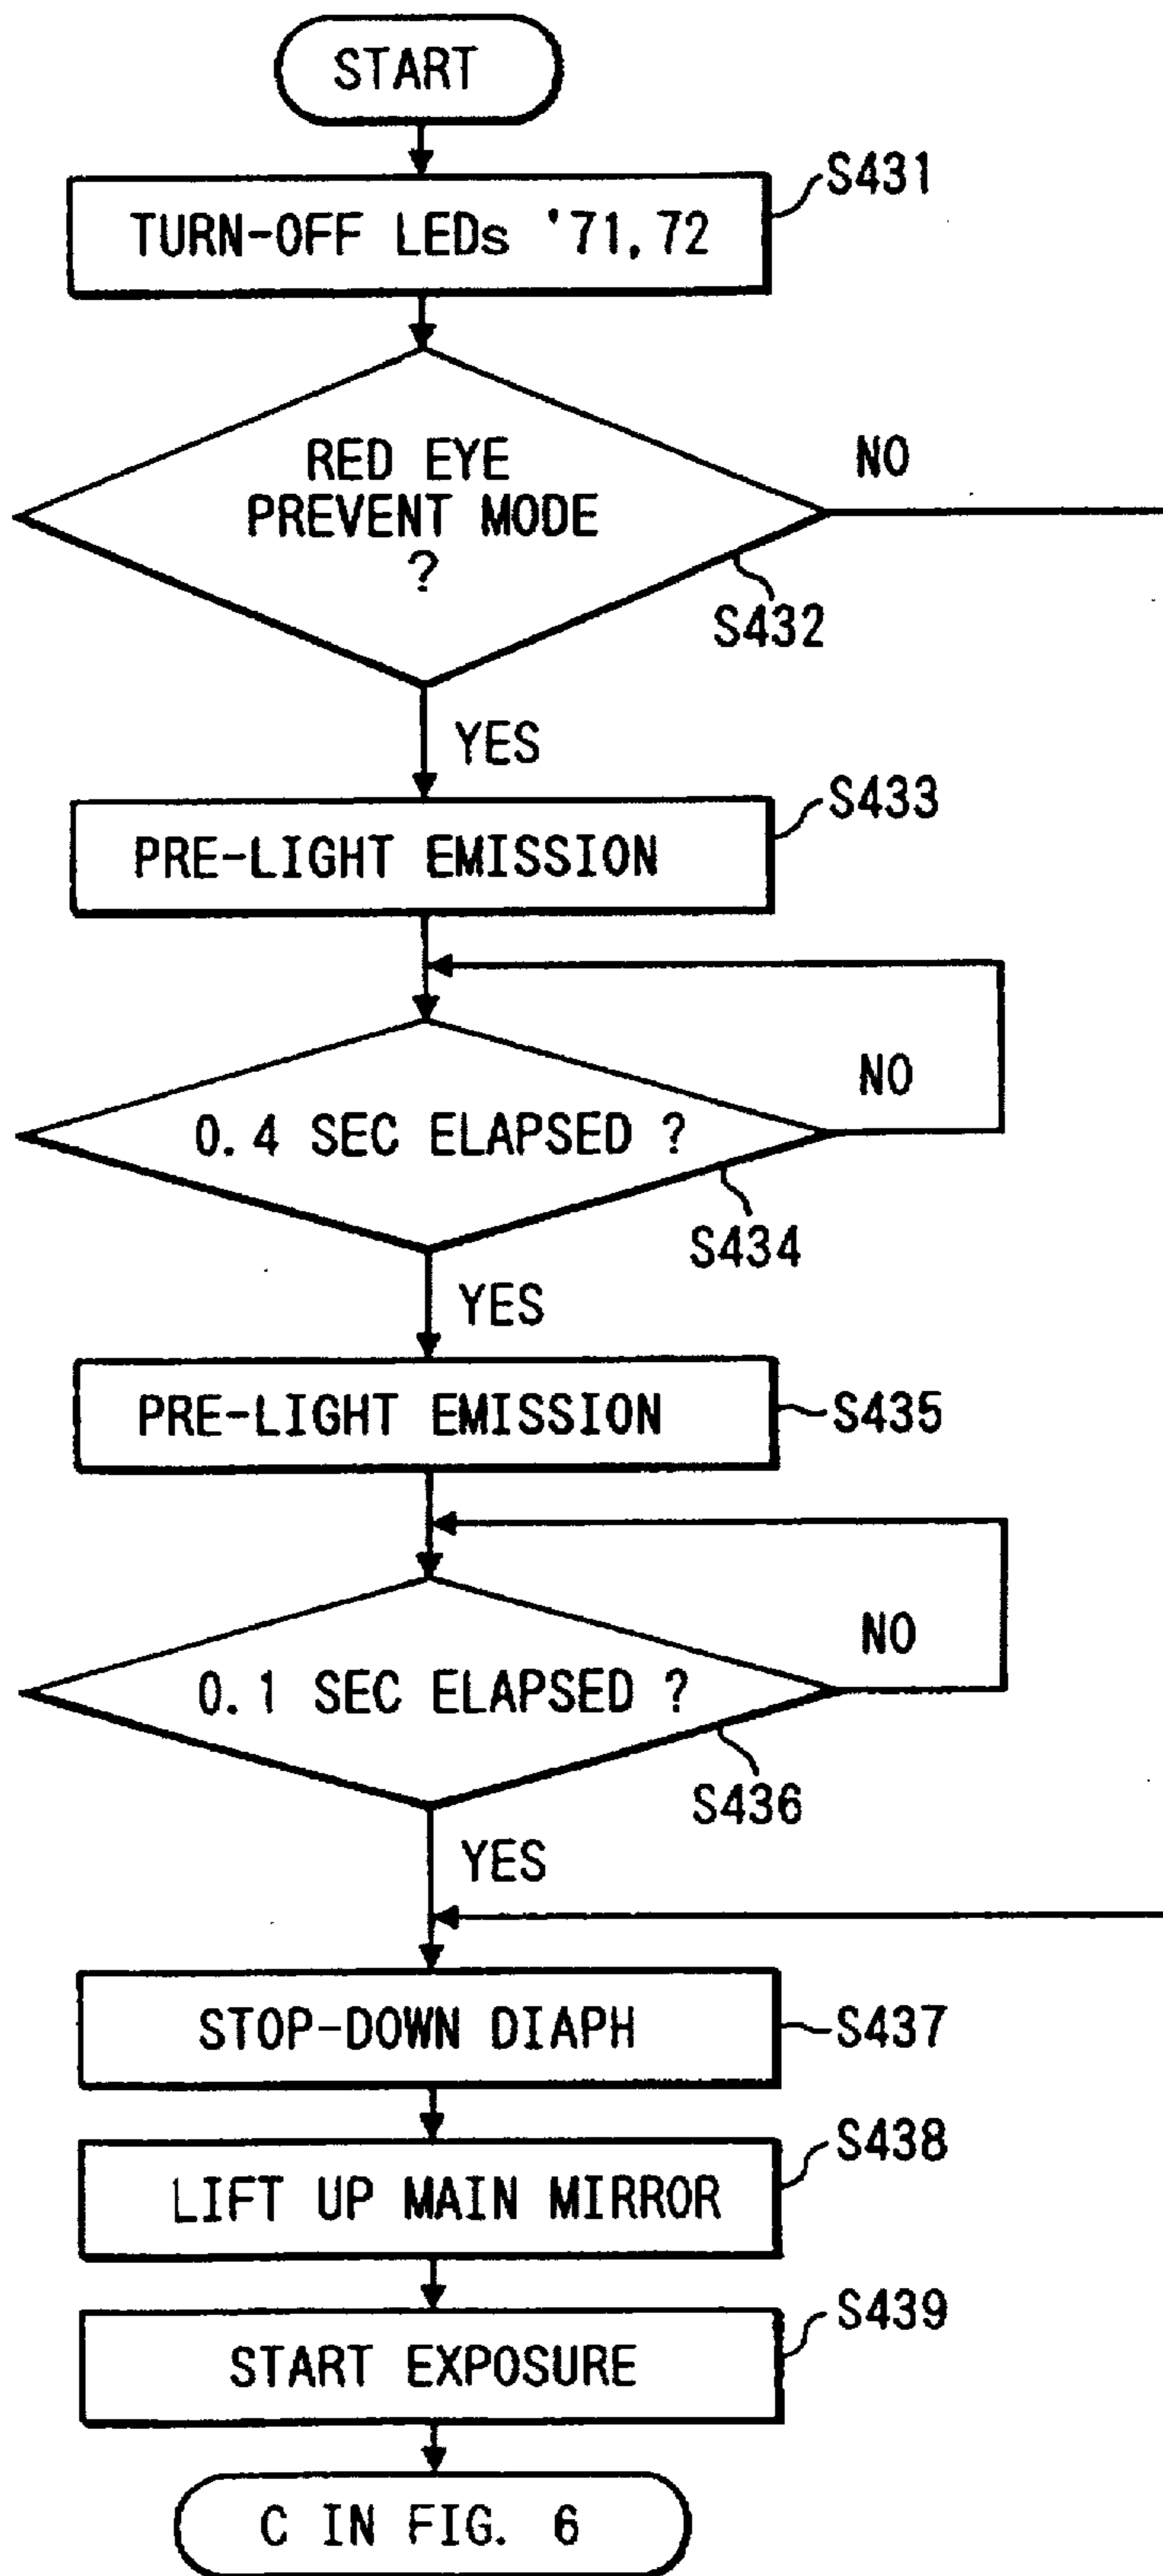 START
S431
TURN-OFF LEDs '71, 72
RED EYE
PREVENT MODE
?
NO
S432
YES
S433
PRE-LIGHT EMISSION
NO
0.4 SEC ELAPSED ?
S434
YES
PRE-LIGHT EMISSION
S435
NO
0.1 SEC ELAPSED ?
S436
YES
STOP-DOWN DIAPH
S437
S438
LIFT UP MAIN MIRROR
S439
START EXPOSURE
C IN FIG. 6